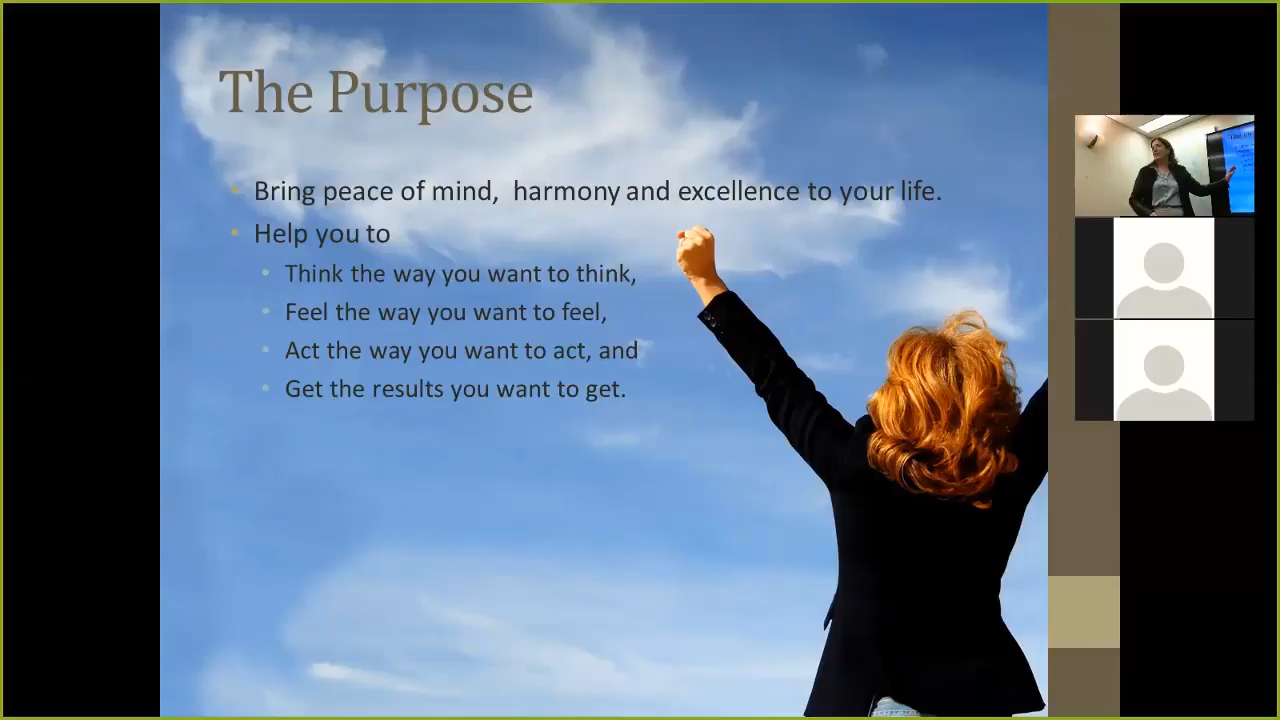 The Purpose
Bring peace of mind,  harmony and excellence to your life.
Help you to
Think the way you want to think,
Feel the way you want to feel,
Act the way you want to act, and
Get the results you want to get.